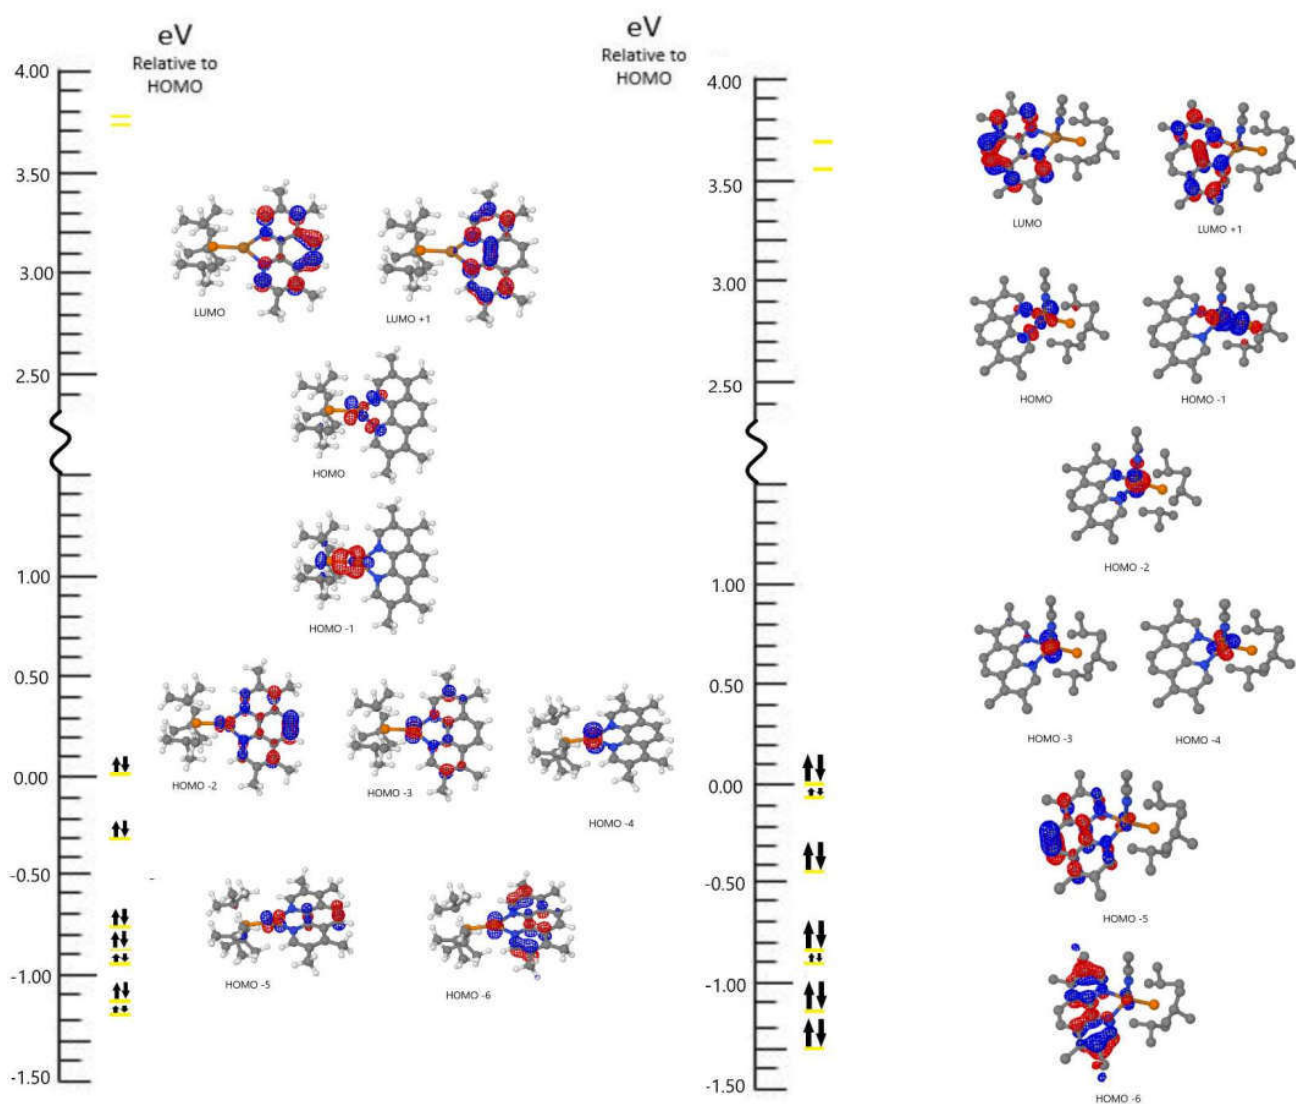 eV
Relative to
HOMO
4.00
3.50
3.00
2.50
1.00
0.50
0.00
-0.50
-1.00
-1.50
LUMO
LUMO +1
HOMO
HOMO -1
HOMO -2
HOMO -3
HOMO -4
HOMO -5
HOMO -6
eV
Relative to
HOMO
4.00
3.50
3.00
2.50
1.00
0.50
0.00
-0.50
-1.00
-1.50
LUMO
LUMO +1
HOMO
HOMO -1
HOMO -2
HOMO -3
HOMO -4
HOMO -5
HOMO -6